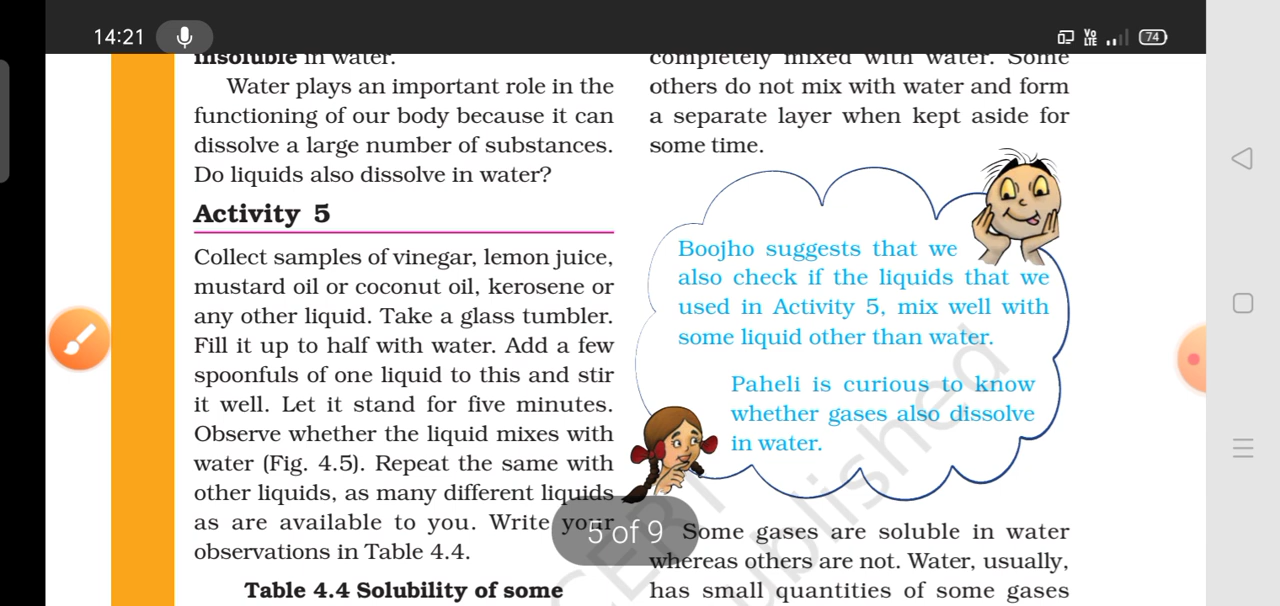 14:21
Vo
LTE
74
insoluble in water.
Water plays an important role in the
functioning of our body because it can
dissolve a large number of substances.
Do liquids also dissolve in water?
Activity 5
Collect samples of vinegar, lemon juice,
mustard oil or coconut oil, kerosene or
any other liquid. Take a glass tumbler.
Fill it up to half with water. Add a few
spoonfuls of one liquid to this and stir
it well. Let it stand for five minutes.
Observe whether the liquid mixes with
water (Fig. 4.5). Repeat the same with
other liquids, as many different liquids
as are available to you. Write your
observations in Table 4.4.
Table 4.4 Solubility of some
completely mixed with water. Some
others do not mix with water and form
a separate layer when kept aside for
some time.
Boojho suggests that we
also check if the liquids that we
used in Activity 5, mix well with
some liquid other than water.
Paheli is curious to know
whether gases also dissolve
in water.
Some gases are soluble in water
whereas others are not. Water, usually,
has small quantities of some gases
5 of 9